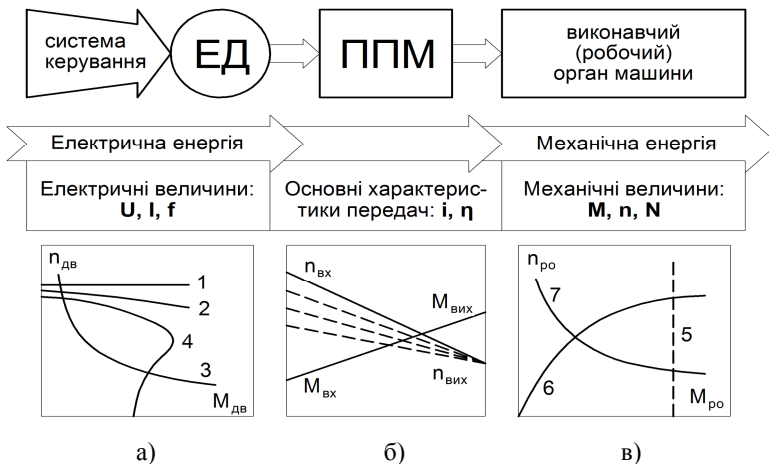 система
керування
ЕД
ППМ
виконавчий
(робочий)
орган машини
Електрична енергія
Механічна енергія
Електричні величини:
U, I, f
Основні характерис-
тики передач: i, η
Механічні величини:
M, n, N
nдв
1
2
4
3
Mдв
nвх
Mвих
Mвх
nвих
nро
7
5
6
Mро
а)
б)
в)